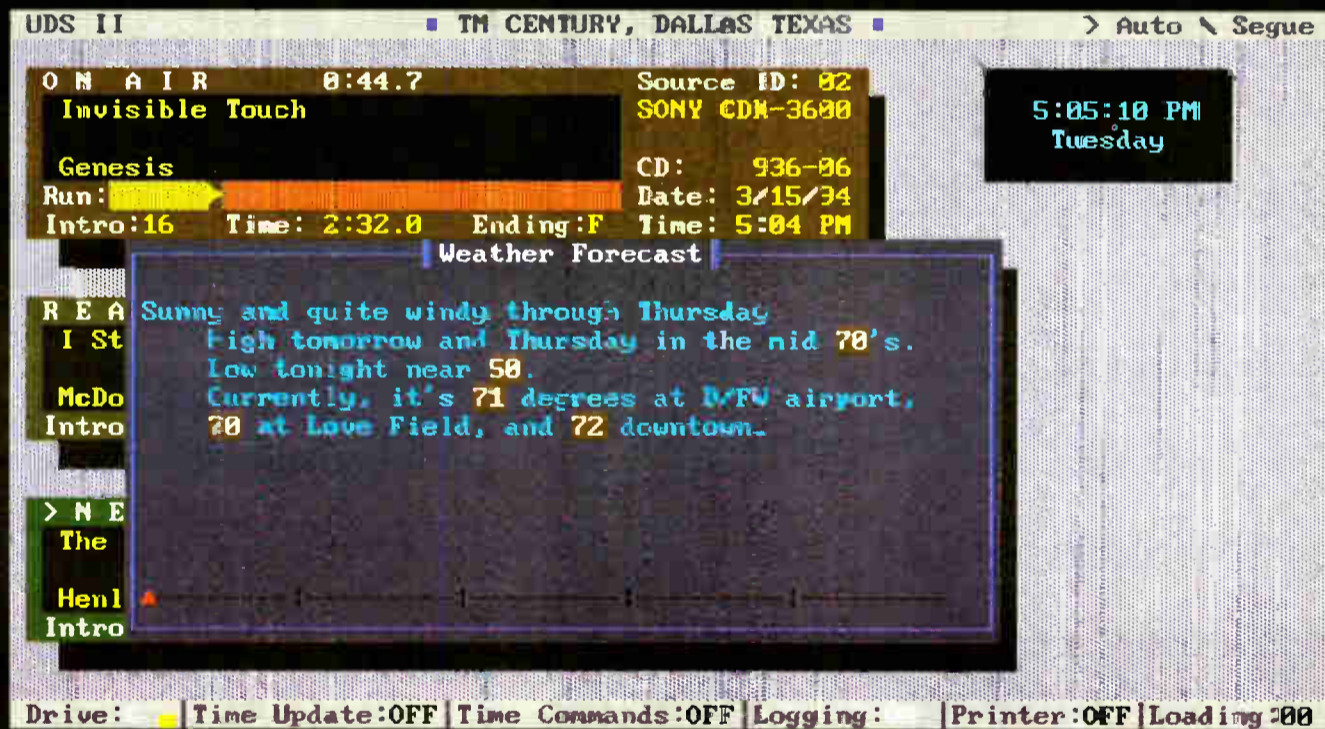 UDS II ■ TM CENTURY, DALLAS TEXAS ■ > Auto \ Segue
O N A I R 0:44.7 Source ID: 02
Invisible Touch SONY CDK-3600
Genesis CD: 936-06
Run: Date: 3/15/94
Intro:16 Time: 2:32.0 Ending:F Time: 5:04 PM
5:05:10 PM
Tuesday
Weather Forecast
Sunny and quite windy through Thursday
High tomorrow and Thursday in the mid 70's.
Low tonight near 50.
Currently, it's 71 degrees at D/FW airport,
70 at Love Field, and 72 downtown.
R E A
I St
McDo
Intro
> N E
The
Henl
Intro
Drive: Time Update:OFF Time Commands:OFF Logging: Printer:OFF Loading:00